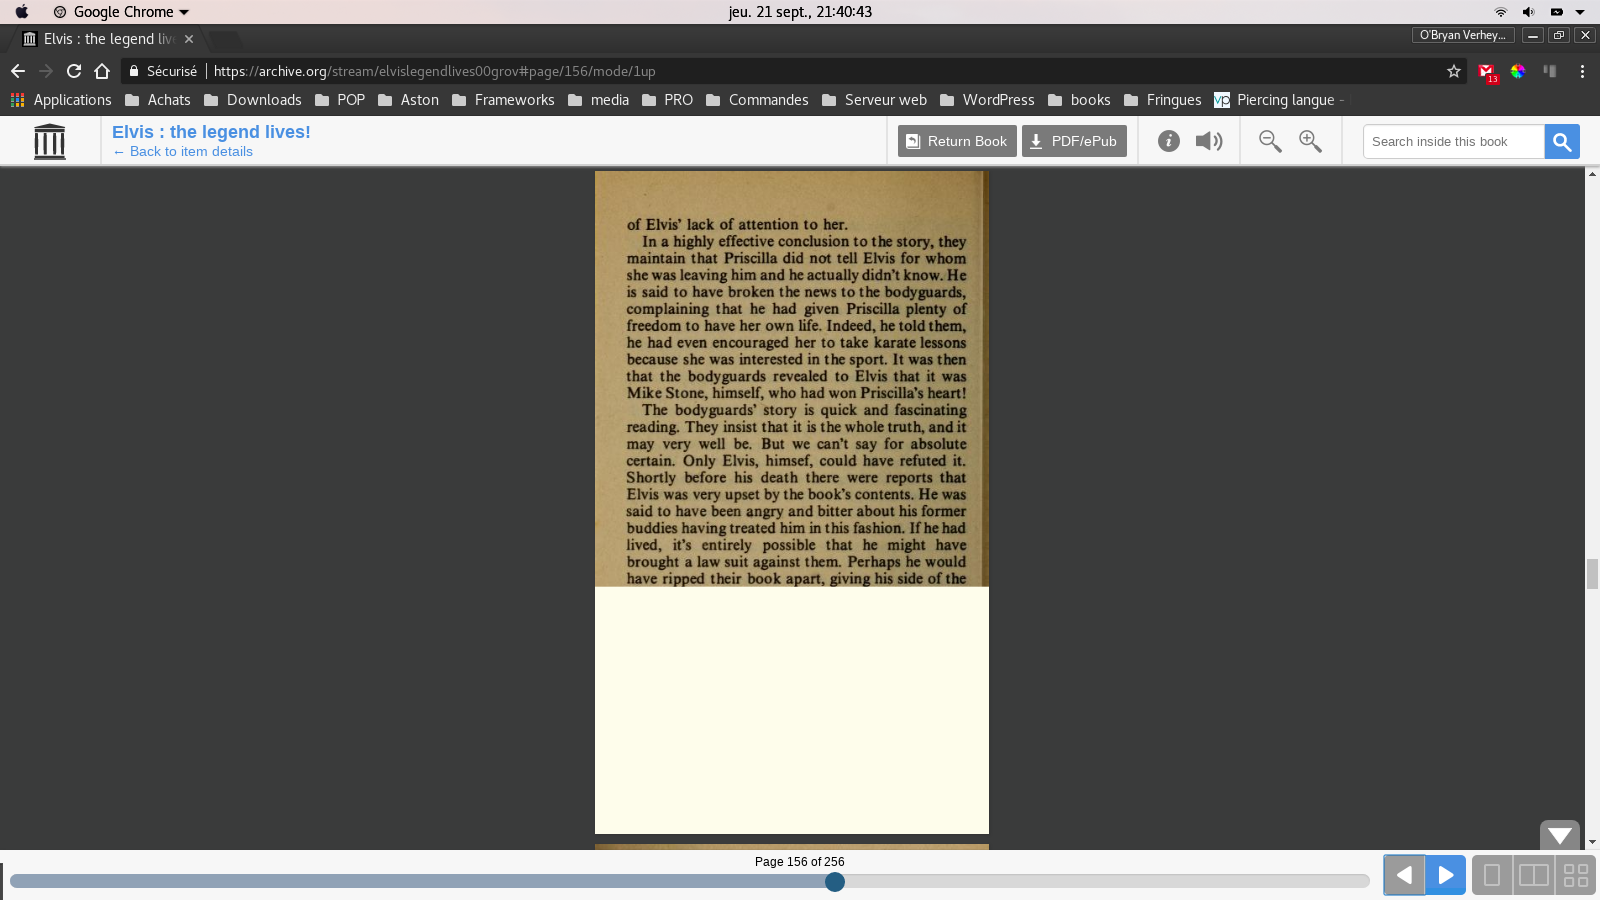 Google Chrome
jeu. 21 sept., 21:40:43
Elvis : the legend liv
O'Bryan Verhey...
Sécurisé
https://archive.org/stream/elvislegendlives00grov#page/156/mode/1up
13
Applications Achats Downloads POP Aston Frameworks media PRO Commandes Serveur web WordPress books Fringues vp Piercing langue -
Elvis : the legend lives!
← Back to item details
Return Book
PDF/ePub
Search inside this book
of Elvis' lack of attention to her.
In a highly effective conclusion to the story, they
maintain that Priscilla did not tell Elvis for whom
she was leaving him and he actually didn't know. He
is said to have broken the news to the bodyguards,
complaining that he had given Priscilla plenty of
freedom to have her own life. Indeed, he told them,
he had even encouraged her to take karate lessons
because she was interested in the sport. It was then
that the bodyguards revealed to Elvis that it was
Mike Stone, himself, who had won Priscilla's heart!
The bodyguards' story is quick and fascinating
reading. They insist that it is the whole truth, and it
may very well be. But we can't say for absolute
certain. Only Elvis, himsef, could have refuted it.
Shortly before his death there were reports that
Elvis was very upset by the book's contents. He was
said to have been angry and bitter about his former
buddies having treated him in this fashion. If he had
lived, it's entirely possible that he might have
brought a law suit against them. Perhaps he would
have ripped their book apart, giving his side of the
Page 156 of 256